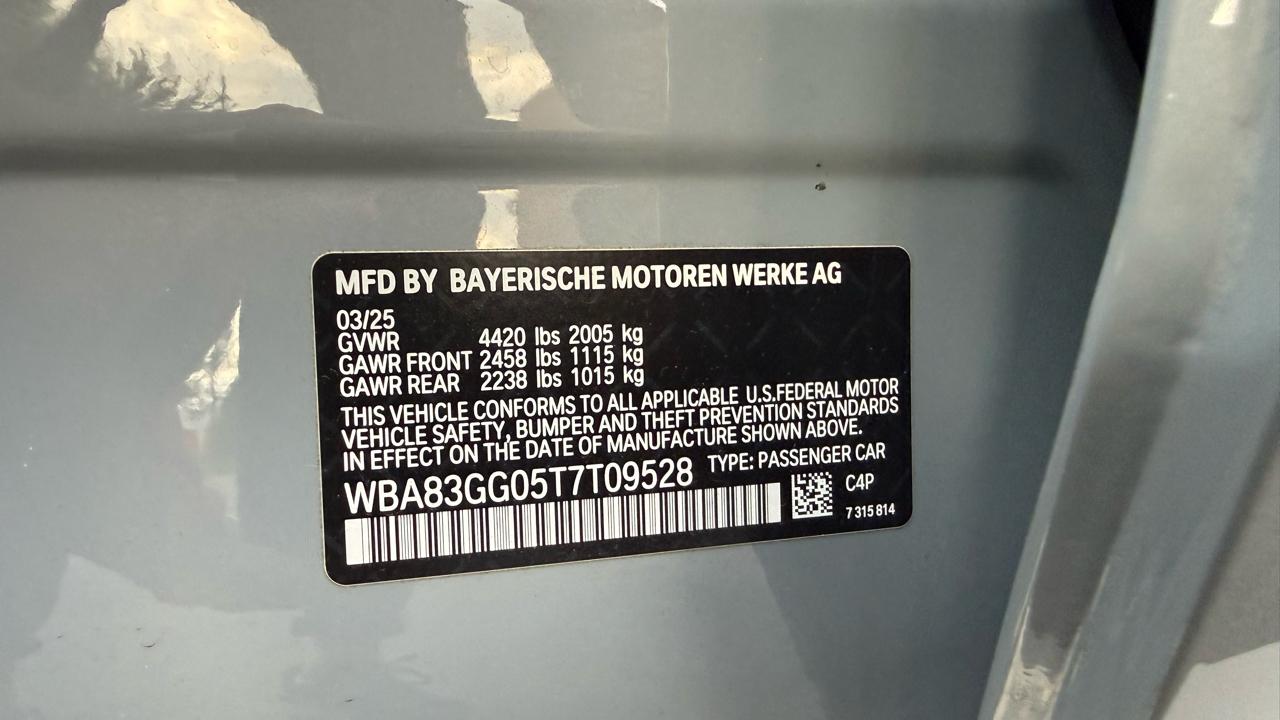 MFD BY BAYERISCHE MOTOREN WERKE AG
03/25
GVWR 4420 lbs 2005 kg
GAWR FRONT 2458 lbs 1115 kg
GAWR REAR 2238 lbs 1015 kg
THIS VEHICLE CONFORMS TO ALL APPLICABLE U.S.FEDERAL MOTOR
VEHICLE SAFETY, BUMPER AND THEFT PREVENTION STANDARDS
IN EFFECT ON THE DATE OF MANUFACTURE SHOWN ABOVE.
WBA83GG05T7T09528 TYPE: PASSENGER CAR
C4P
7 315 814